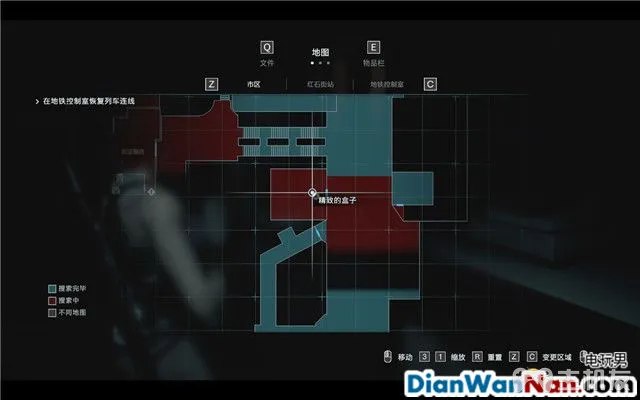 Q 地图 E
文件 物品栏
Z 市区 红石街站 地铁控制室 C
> 在地铁控制室恢复列车连线
精致的盒子
搜索完毕
搜索中
不同地图
移动 3 1 缩放 R 重置 Z C 变更区域
电玩男
DianWanNan.com